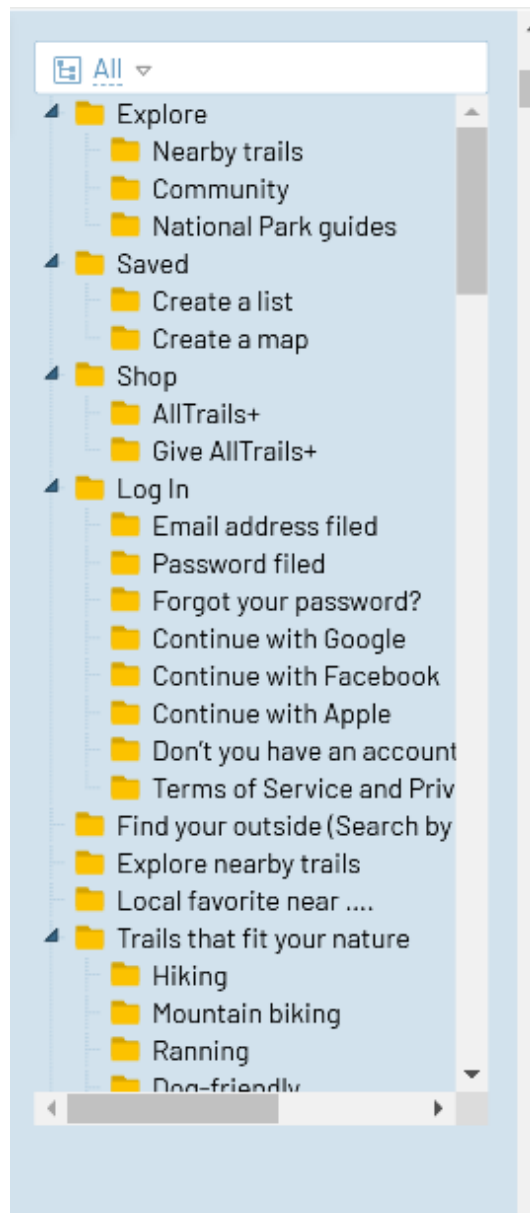 All
Explore
Nearby trails
Community
National Park guides
Saved
Create a list
Create a map
Shop
AllTrails+
Give AllTrails+
Log In
Email address filed
Password filed
Forgot your password?
Continue with Google
Continue with Facebook
Continue with Apple
Don't you have an account
Terms of Service and Priv
Find your outside (Search by
Explore nearby trails
Local favorite near ....
Trails that fit your nature
Hiking
Mountain biking
Ranning
Dog-friendly